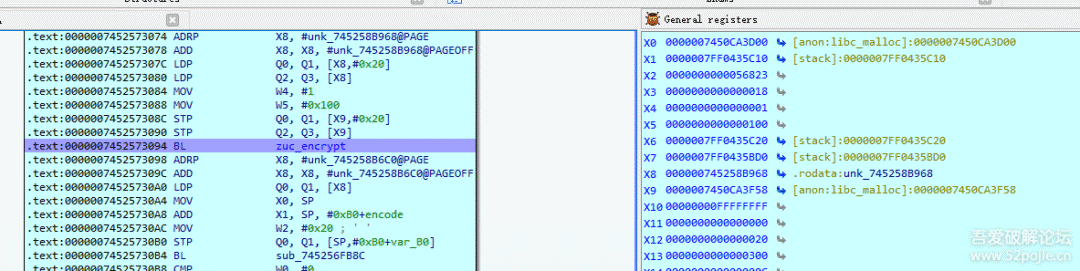 Structures
Enums
General registers
.text:0000007452573074 ADRP X8, #unk_745258B968@PAGE
.text:0000007452573078 ADD X8, X8, #unk_745258B968@PAGEOFF
.text:000000745257307C LDP Q0, Q1, [X8,#0x20]
.text:0000007452573080 LDP Q2, Q3, [X8]
.text:0000007452573084 MOV W4, #1
.text:0000007452573088 MOV W5, #0x100
.text:000000745257308C STP Q0, Q1, [X9,#0x20]
.text:0000007452573090 STP Q2, Q3, [X9]
.text:0000007452573094 BL zuc_encrypt
.text:0000007452573098 ADRP X8, #unk_745258B6C0@PAGE
.text:000000745257309C ADD X8, X8, #unk_745258B6C0@PAGEOFF
.text:00000074525730A0 LDP Q0, Q1, [X8]
.text:00000074525730A4 MOV X0, SP
.text:00000074525730A8 ADD X1, SP, #0xB0+encode
.text:00000074525730AC MOV W2, #0x20 ; ' '
.text:00000074525730B0 STP Q0, Q1, [SP,#0xB0+var_B0]
.text:00000074525730B4 BL sub_745256FB8C
.text:00000074525730B8 CMP W0, #0
X0 0000007450CA3D00 [anon:libc_malloc]:0000007450CA3D00
X1 0000007FF0435C10 [stack]:0000007FF0435C10
X2 0000000000056823
X3 0000000000000018
X4 0000000000000001
X5 0000000000000100
X6 0000007FF0435C20 [stack]:0000007FF0435C20
X7 0000007FF0435BD0 [stack]:0000007FF0435BD0
X8 000000745258B968 .rodata:unk_745258B968
X9 0000007450CA3F58 [anon:libc_malloc]:0000007450CA3F58
X10 00000000FFFFFFFF
X11 0000000000000000
X12 0000000000000020
X13 0000000000000300
吾爱破解论坛
www.52pojie.cn